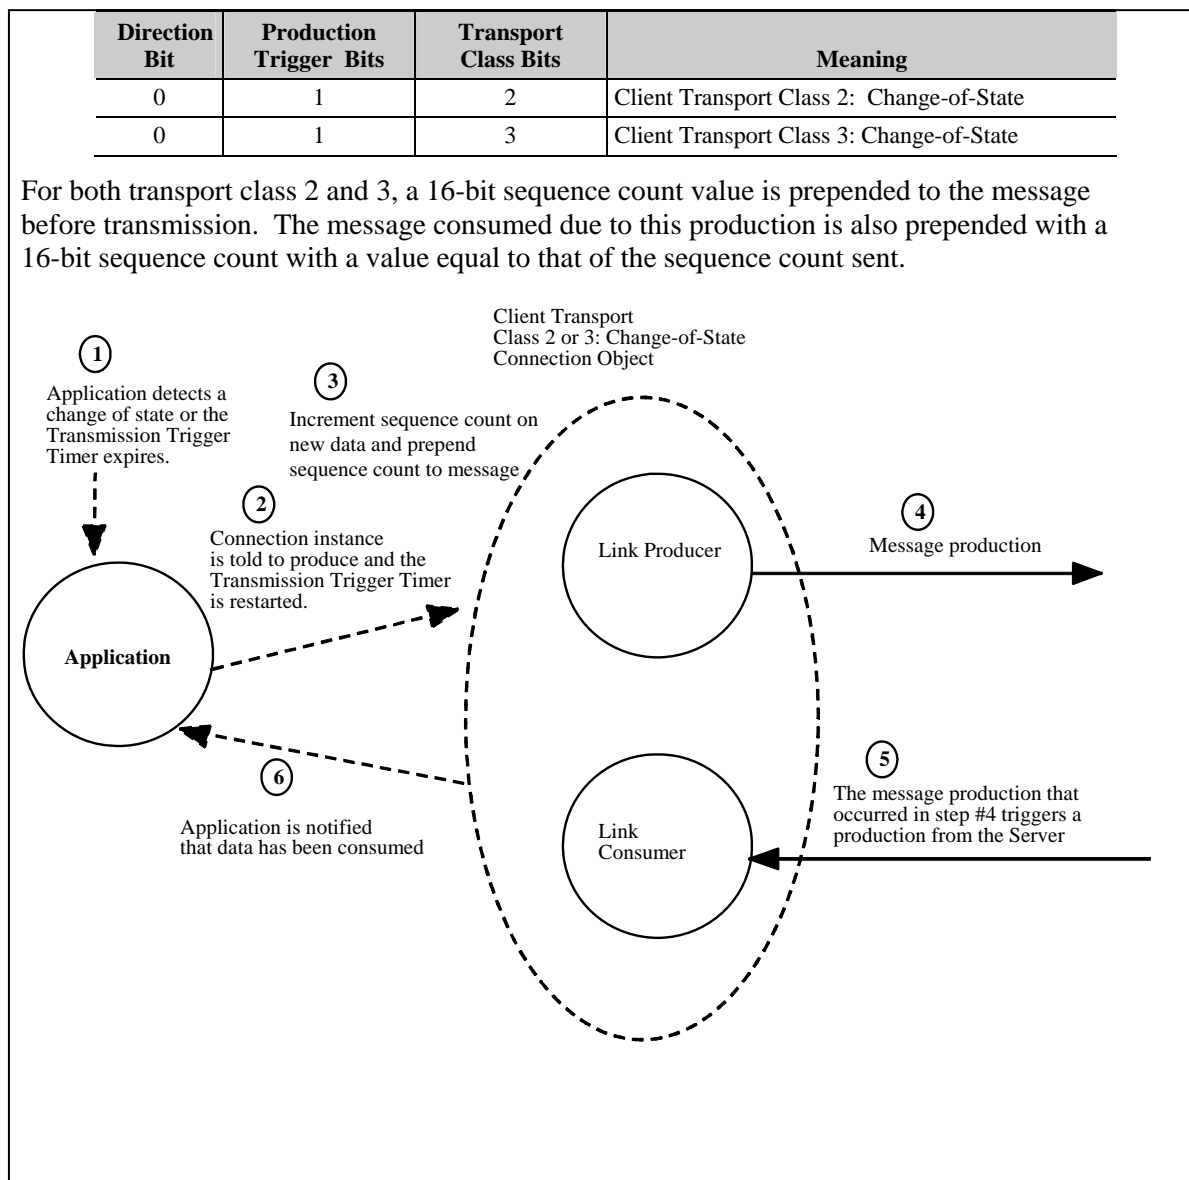 Direction Bit Production Trigger Bits Transport Class Bits Meaning
0 1 2 Client Transport Class 2: Change-of-State
0 1 3 Client Transport Class 3: Change-of-State
For both transport class 2 and 3, a 16-bit sequence count value is prepended to the message
before transmission. The message consumed due to this production is also prepended with a
16-bit sequence count with a value equal to that of the sequence count sent.
Client Transport
Class 2 or 3: Change-of-State
Connection Object
1
Application detects a
change of state or the
Transmission Trigger
Timer expires.
3
Increment sequence count on
new data and prepend
sequence count to message
2
Connection instance
is told to produce and the
Transmission Trigger Timer
is restarted.
Link Producer
4
Message production
Application
6
Application is notified
that data has been consumed
Link
Consumer
5
The message production that
occurred in step #4 triggers a
production from the Server